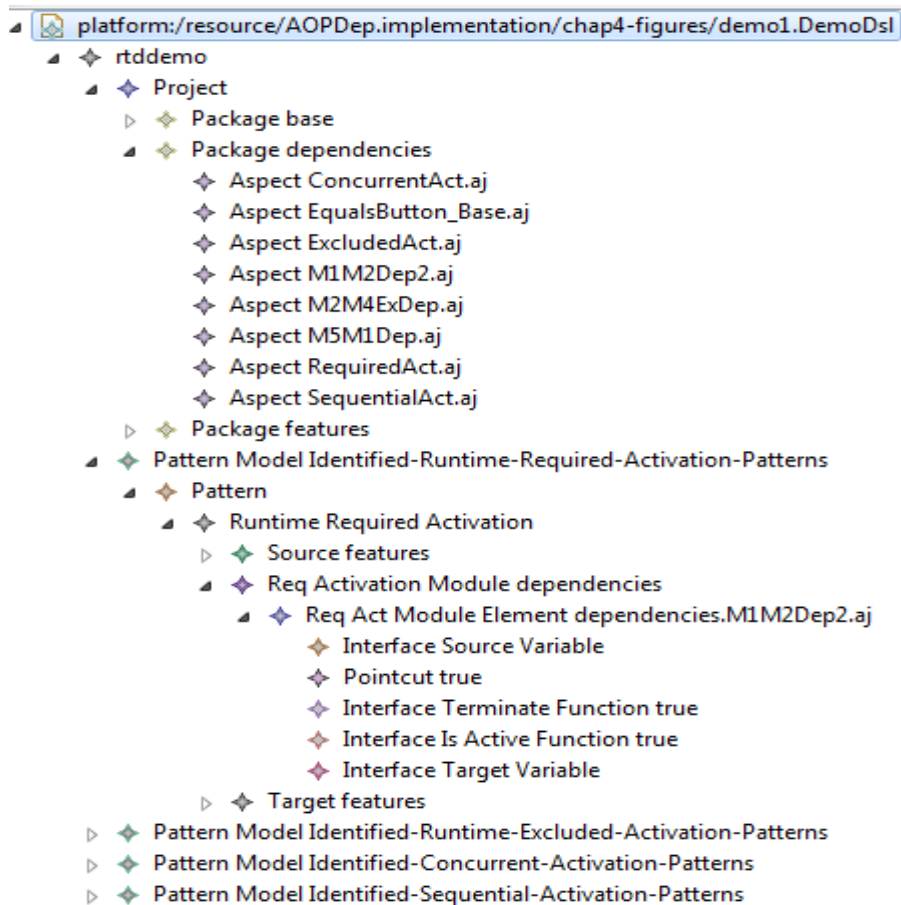 platform:/resource/AOPDep.implementation/chap4-figures/demo1.DemoDsl
rtddemo
Project
Package base
Package dependencies
Aspect ConcurrentAct.aj
Aspect EqualsButton_Base.aj
Aspect ExcludedAct.aj
Aspect M1M2Dep2.aj
Aspect M2M4ExDep.aj
Aspect M5M1Dep.aj
Aspect RequiredAct.aj
Aspect SequentialAct.aj
Package features
Pattern Model Identified-Runtime-Required-Activation-Patterns
Pattern
Runtime Required Activation
Source features
Req Activation Module dependencies
Req Act Module Element dependencies.M1M2Dep2.aj
Interface Source Variable
Pointcut true
Interface Terminate Function true
Interface Is Active Function true
Interface Target Variable
Target features
Pattern Model Identified-Runtime-Excluded-Activation-Patterns
Pattern Model Identified-Concurrent-Activation-Patterns
Pattern Model Identified-Sequential-Activation-Patterns